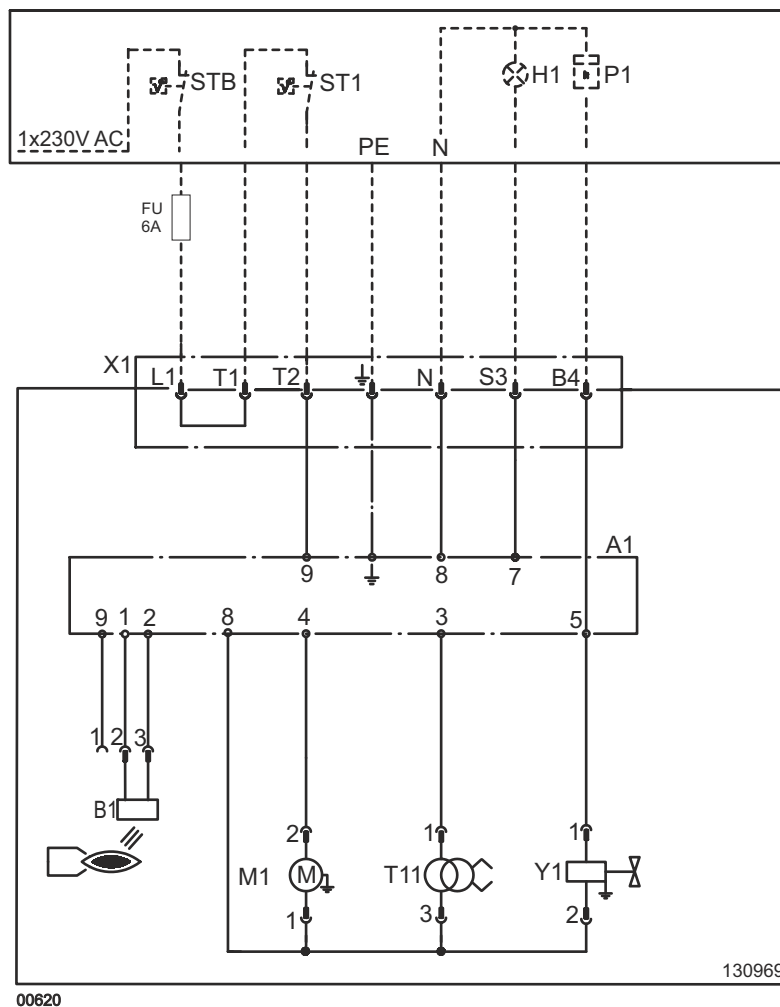 STB ST1 H1 P1
1x230V AC PE N
FU
6A
X1 L1 T1 T2 N S3 B4
A1
9 8 7
9 1 2 8 4 3 5
1 2 3
B1
2 1 1
M1 M T11 Y1
1 3 2
130969
00620